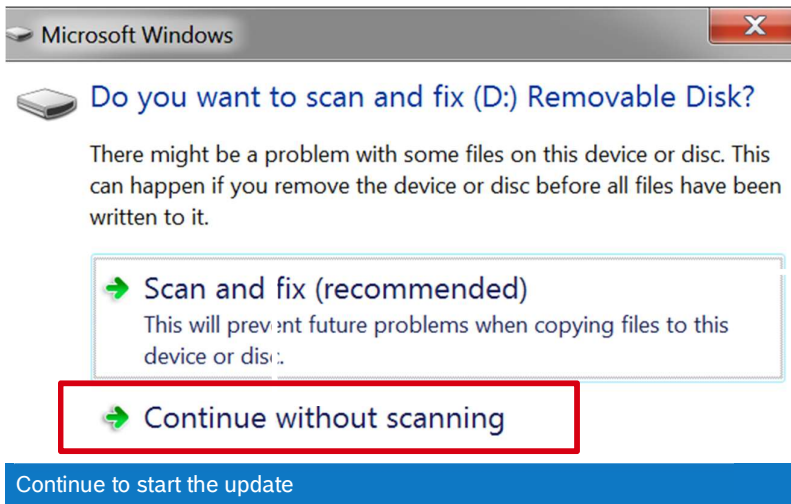 Microsoft Windows
Do you want to scan and fix (D:) Removable Disk?
There might be a problem with some files on this device or disc. This
can happen if you remove the device or disc before all files have been
written to it.
Scan and fix (recommended)
This will prevent future problems when copying files to this
device or disc.
Continue without scanning
Continue to start the update